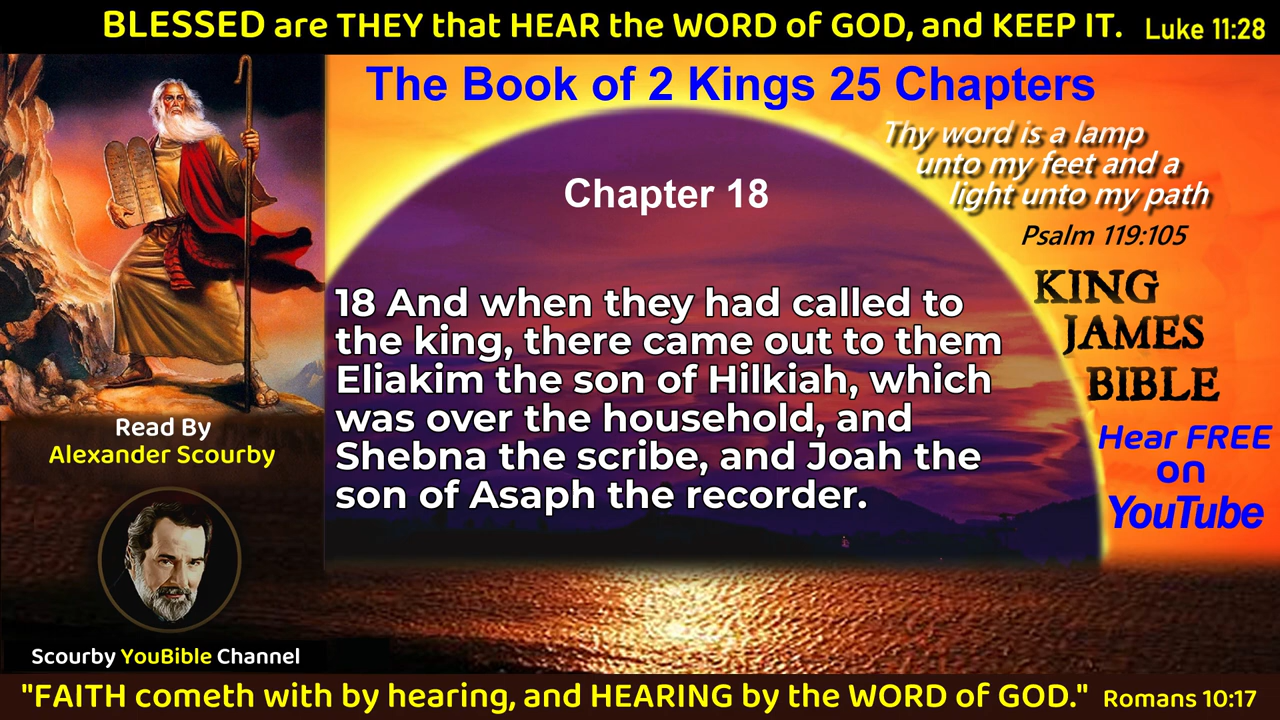 BLESSED are THEY that HEAR the WORD of GOD, and KEEP IT. Luke 11:28
The Book of 2 Kings 25 Chapters
Thy word is a lamp
unto my feet and a
light unto my path
Psalm 119:105
Chapter 18
KING
JAMES
BIBLE
18 And when they had called to
the king, there came out to them
Eliakim the son of Hilkiah, which
was over the household, and
Shebna the scribe, and Joah the
son of Asaph the recorder.
Hear FREE
on
YouTube
Read By
Alexander Scourby
Scourby YouBible Channel
"FAITH cometh with by hearing, and HEARING by the WORD of GOD." Romans 10:17